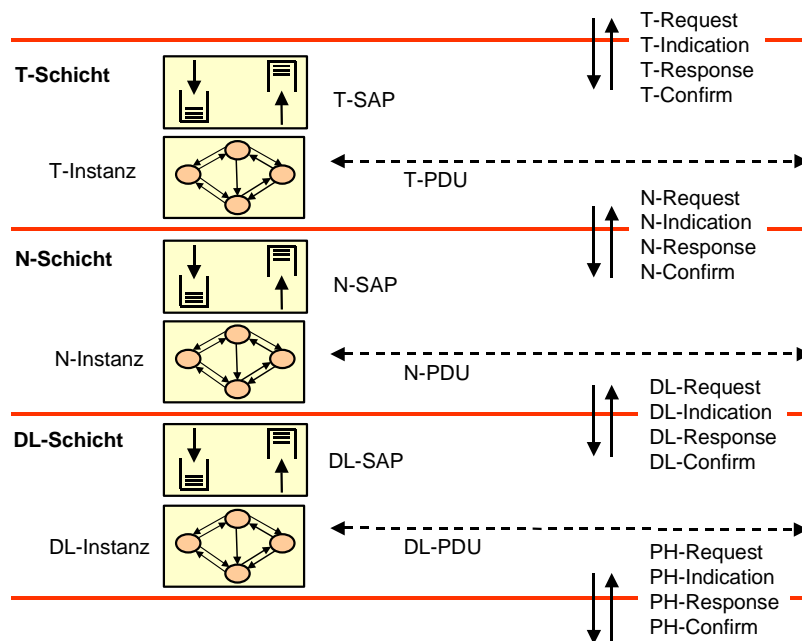 T-Request
T-Indication
T-Response
T-Confirm
T-Schicht
T-SAP
T-Instanz
T-PDU
N-Request
N-Indication
N-Response
N-Confirm
N-Schicht
N-SAP
N-Instanz
N-PDU
DL-Request
DL-Indication
DL-Response
DL-Confirm
DL-Schicht
DL-SAP
DL-Instanz
DL-PDU
PH-Request
PH-Indication
PH-Response
PH-Confirm